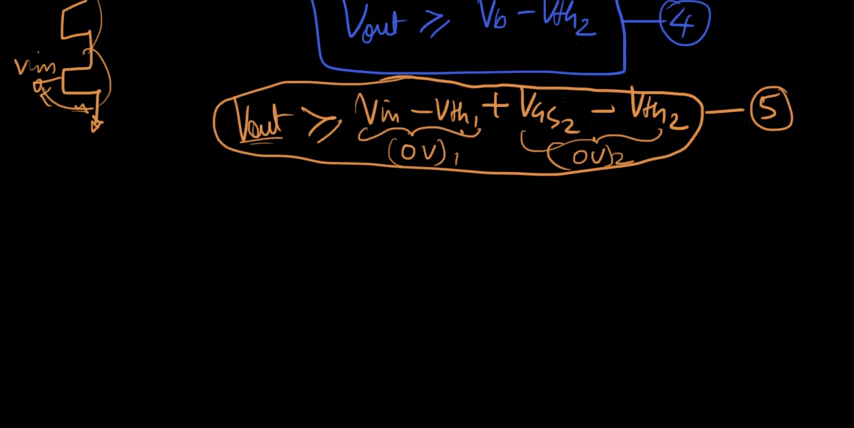 Vout ≥ Vb - Vth2 4
Vin
Vout ≥ Vin - Vth1 + VGS2 - Vth2 5
(OV)1 (OV)2